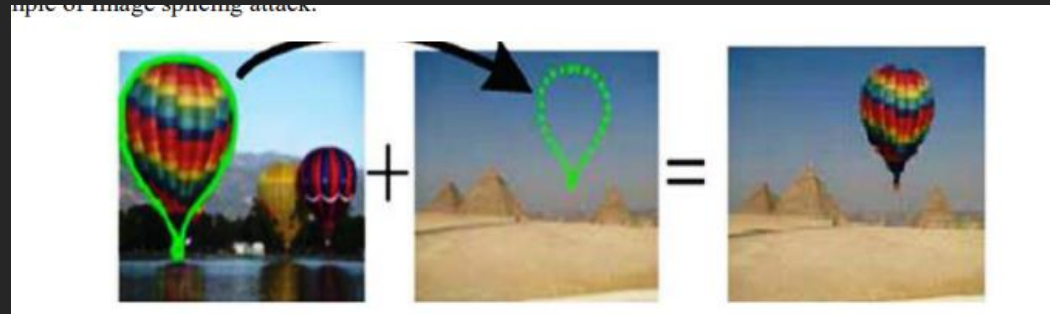 of Image splicing attack.
+ =